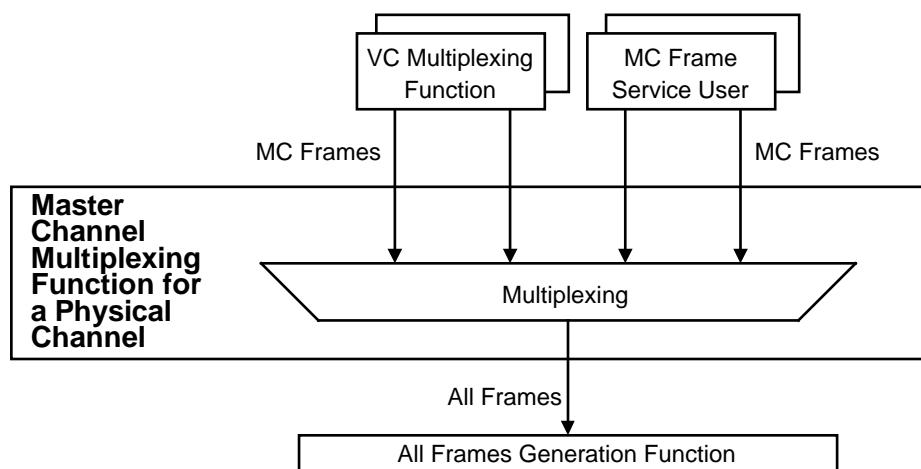 VC Multiplexing
Function
MC Frame
Service User
MC Frames
MC Frames
Master
Channel
Multiplexing
Function for
a Physical
Channel
Multiplexing
All Frames
All Frames Generation Function